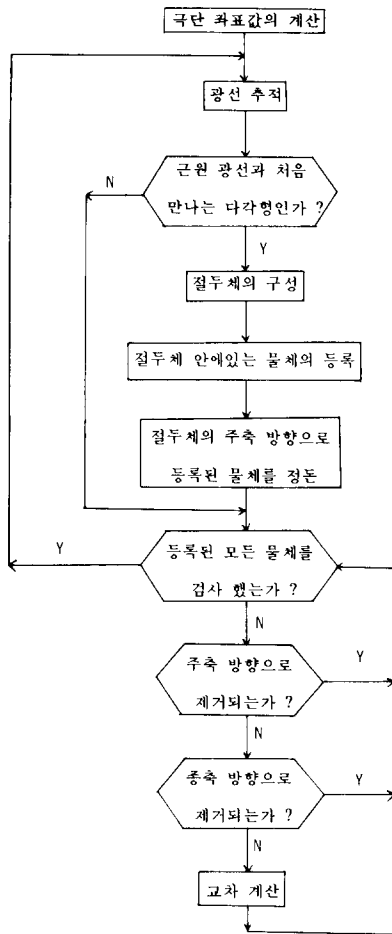 극단 좌표값의 계산
광선 추적
근원 광선과 처음
만나는 다각형인가 ?
N
Y
절두체의 구성
절두체 안에있는 물체의 등록
절두체의 주축 방향으로
등록된 물체를 정돈
Y
등록된 모든 물체를
검사 했는가 ?
N
주축 방향으로
제거되는가 ?
Y
N
종축 방향으로
제거되는가 ?
Y
N
교차 계산